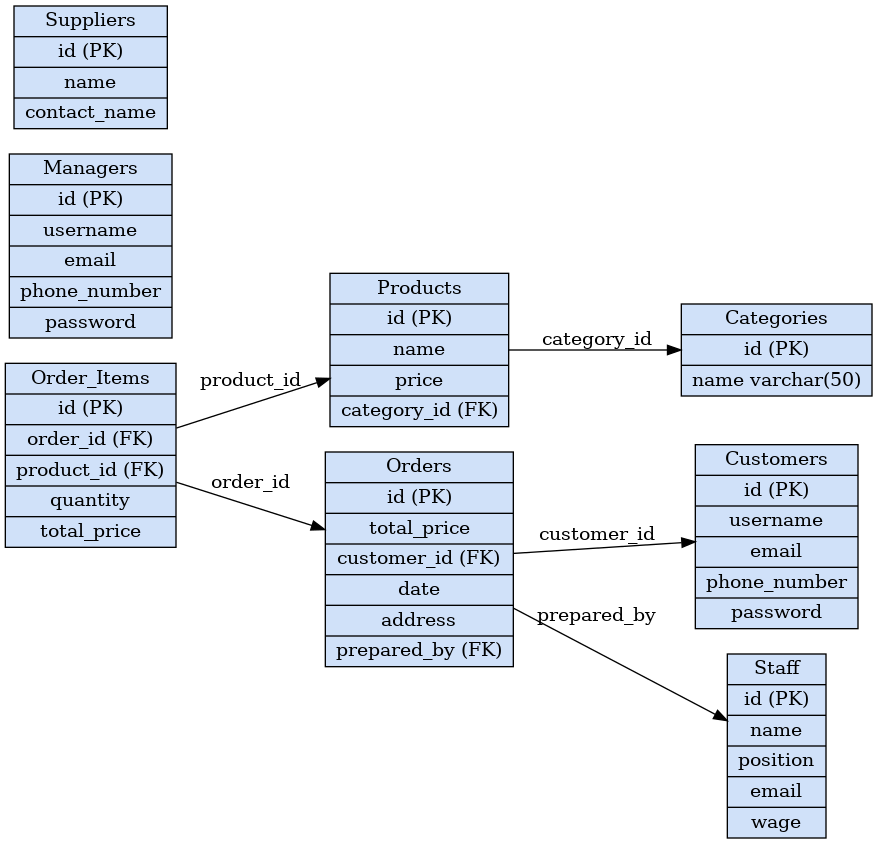 Suppliers
id (PK)
name
contact_name
Managers
id (PK)
username
email
phone_number
password
Order_Items
id (PK)
order_id (FK)
product_id (FK)
quantity
total_price
product_id
order_id
Products
id (PK)
name
price
category_id (FK)
Orders
id (PK)
total_price
customer_id (FK)
date
address
prepared_by (FK)
category_id
customer_id
prepared_by
Categories
id (PK)
name varchar(50)
Customers
id (PK)
username
email
phone_number
password
Staff
id (PK)
name
position
email
wage